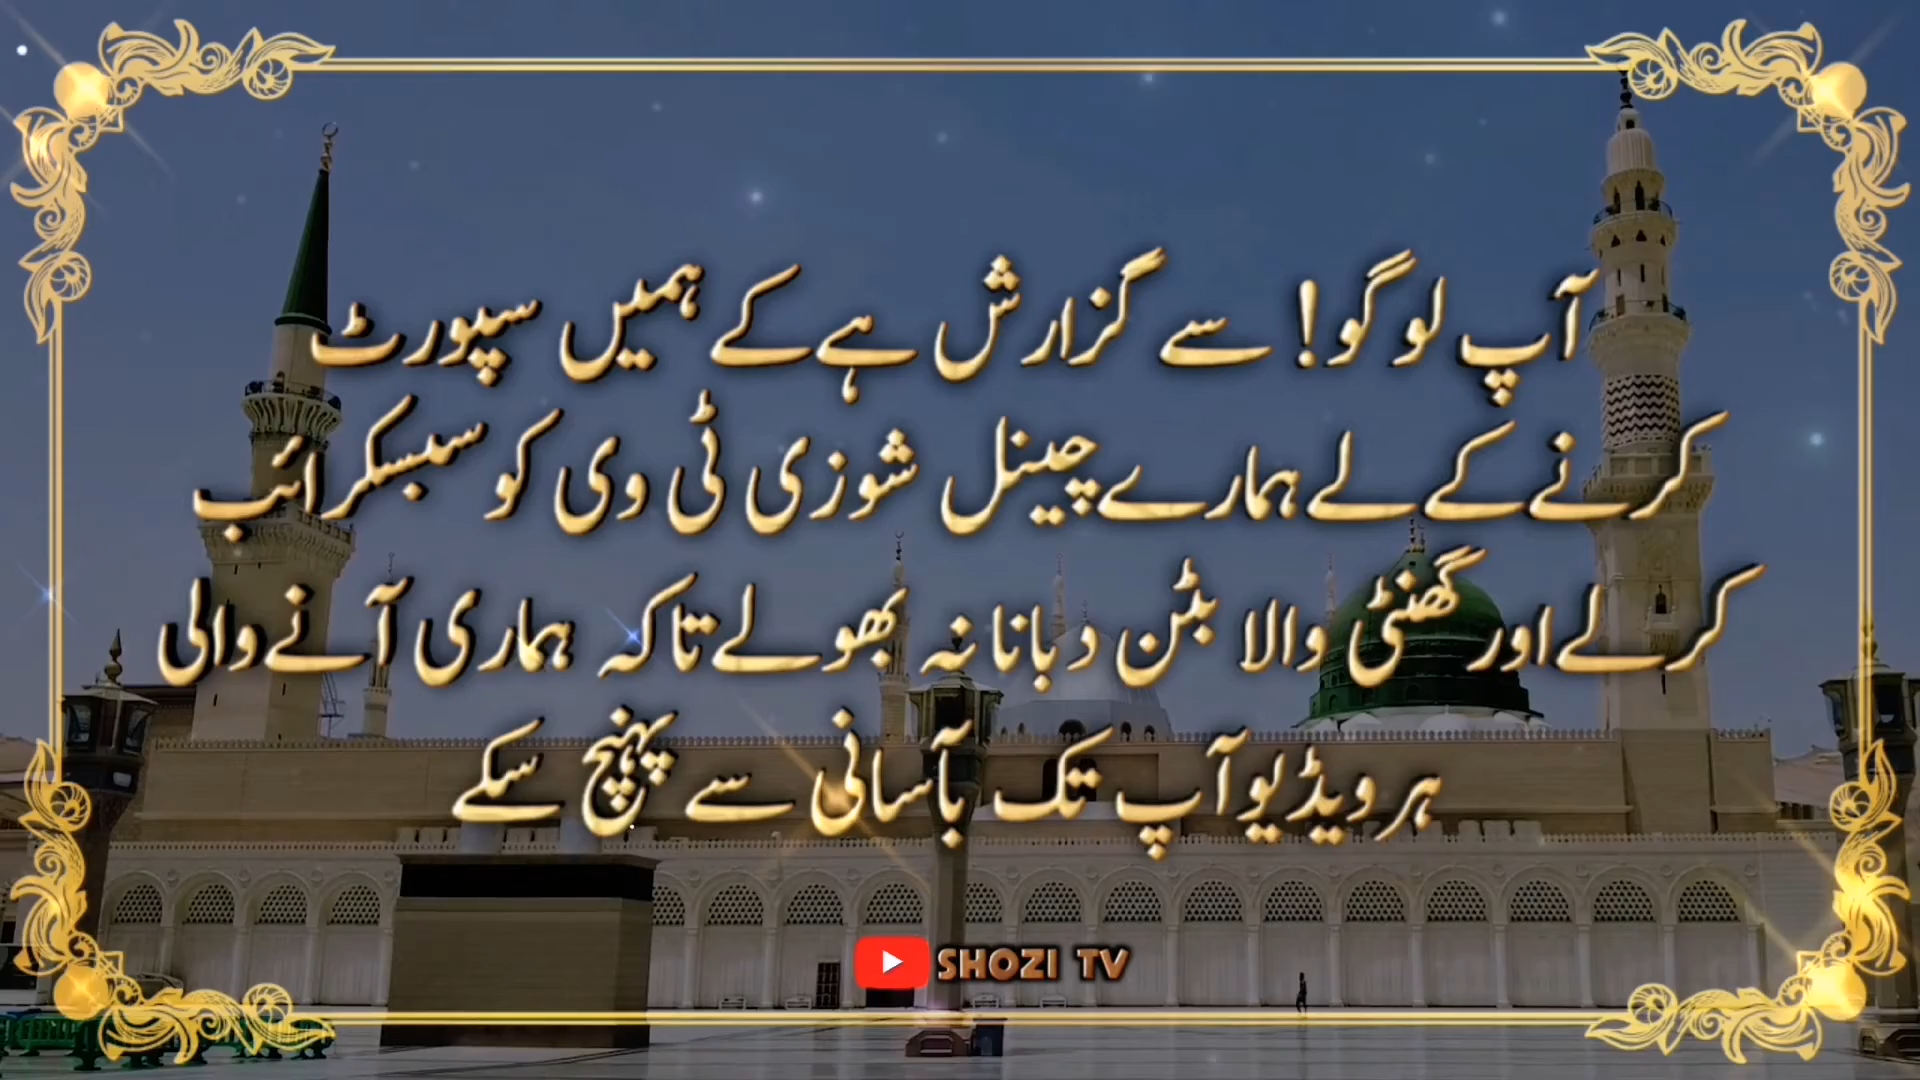 آپ لوگو! سے گزارش ہے کے ہمیں سپورٹ
کرنے کے لے ہمارے چینل شوزی ٹی وی کو سبسکرائب
کرلے اور گھنٹی والا بٹن دبانا نہ بھولے تاکہ ہماری آنے والی
ہر ویڈیو آپ تک بآسانی سے پہنچ سکے
SHOZI TV